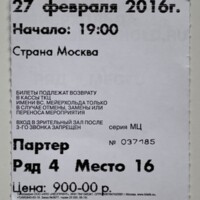 27 февраля 2016г.
Начало: 19:00
Страна Москва
БИЛЕТЫ ПОДЛЕЖАТ ВОЗВРАТУ
В КАССЫ ТКЦ
ИМЕНИ ВС. МЕЙЕРХОЛЬДА ТОЛЬКО
В СЛУЧАЕ ОТМЕНЫ, ЗАМЕНЫ ИЛИ
ПЕРЕНОСА МЕРОПРИЯТИЯ
ВХОД В ЗРИТЕЛЬНЫЙ ЗАЛ ПОСЛЕ
3-ГО ЗВОНКА ЗАПРЕЩЕН серия МЦ
Партер № 037185
Ряд 4 Место 16
Цена: 900-00 р.